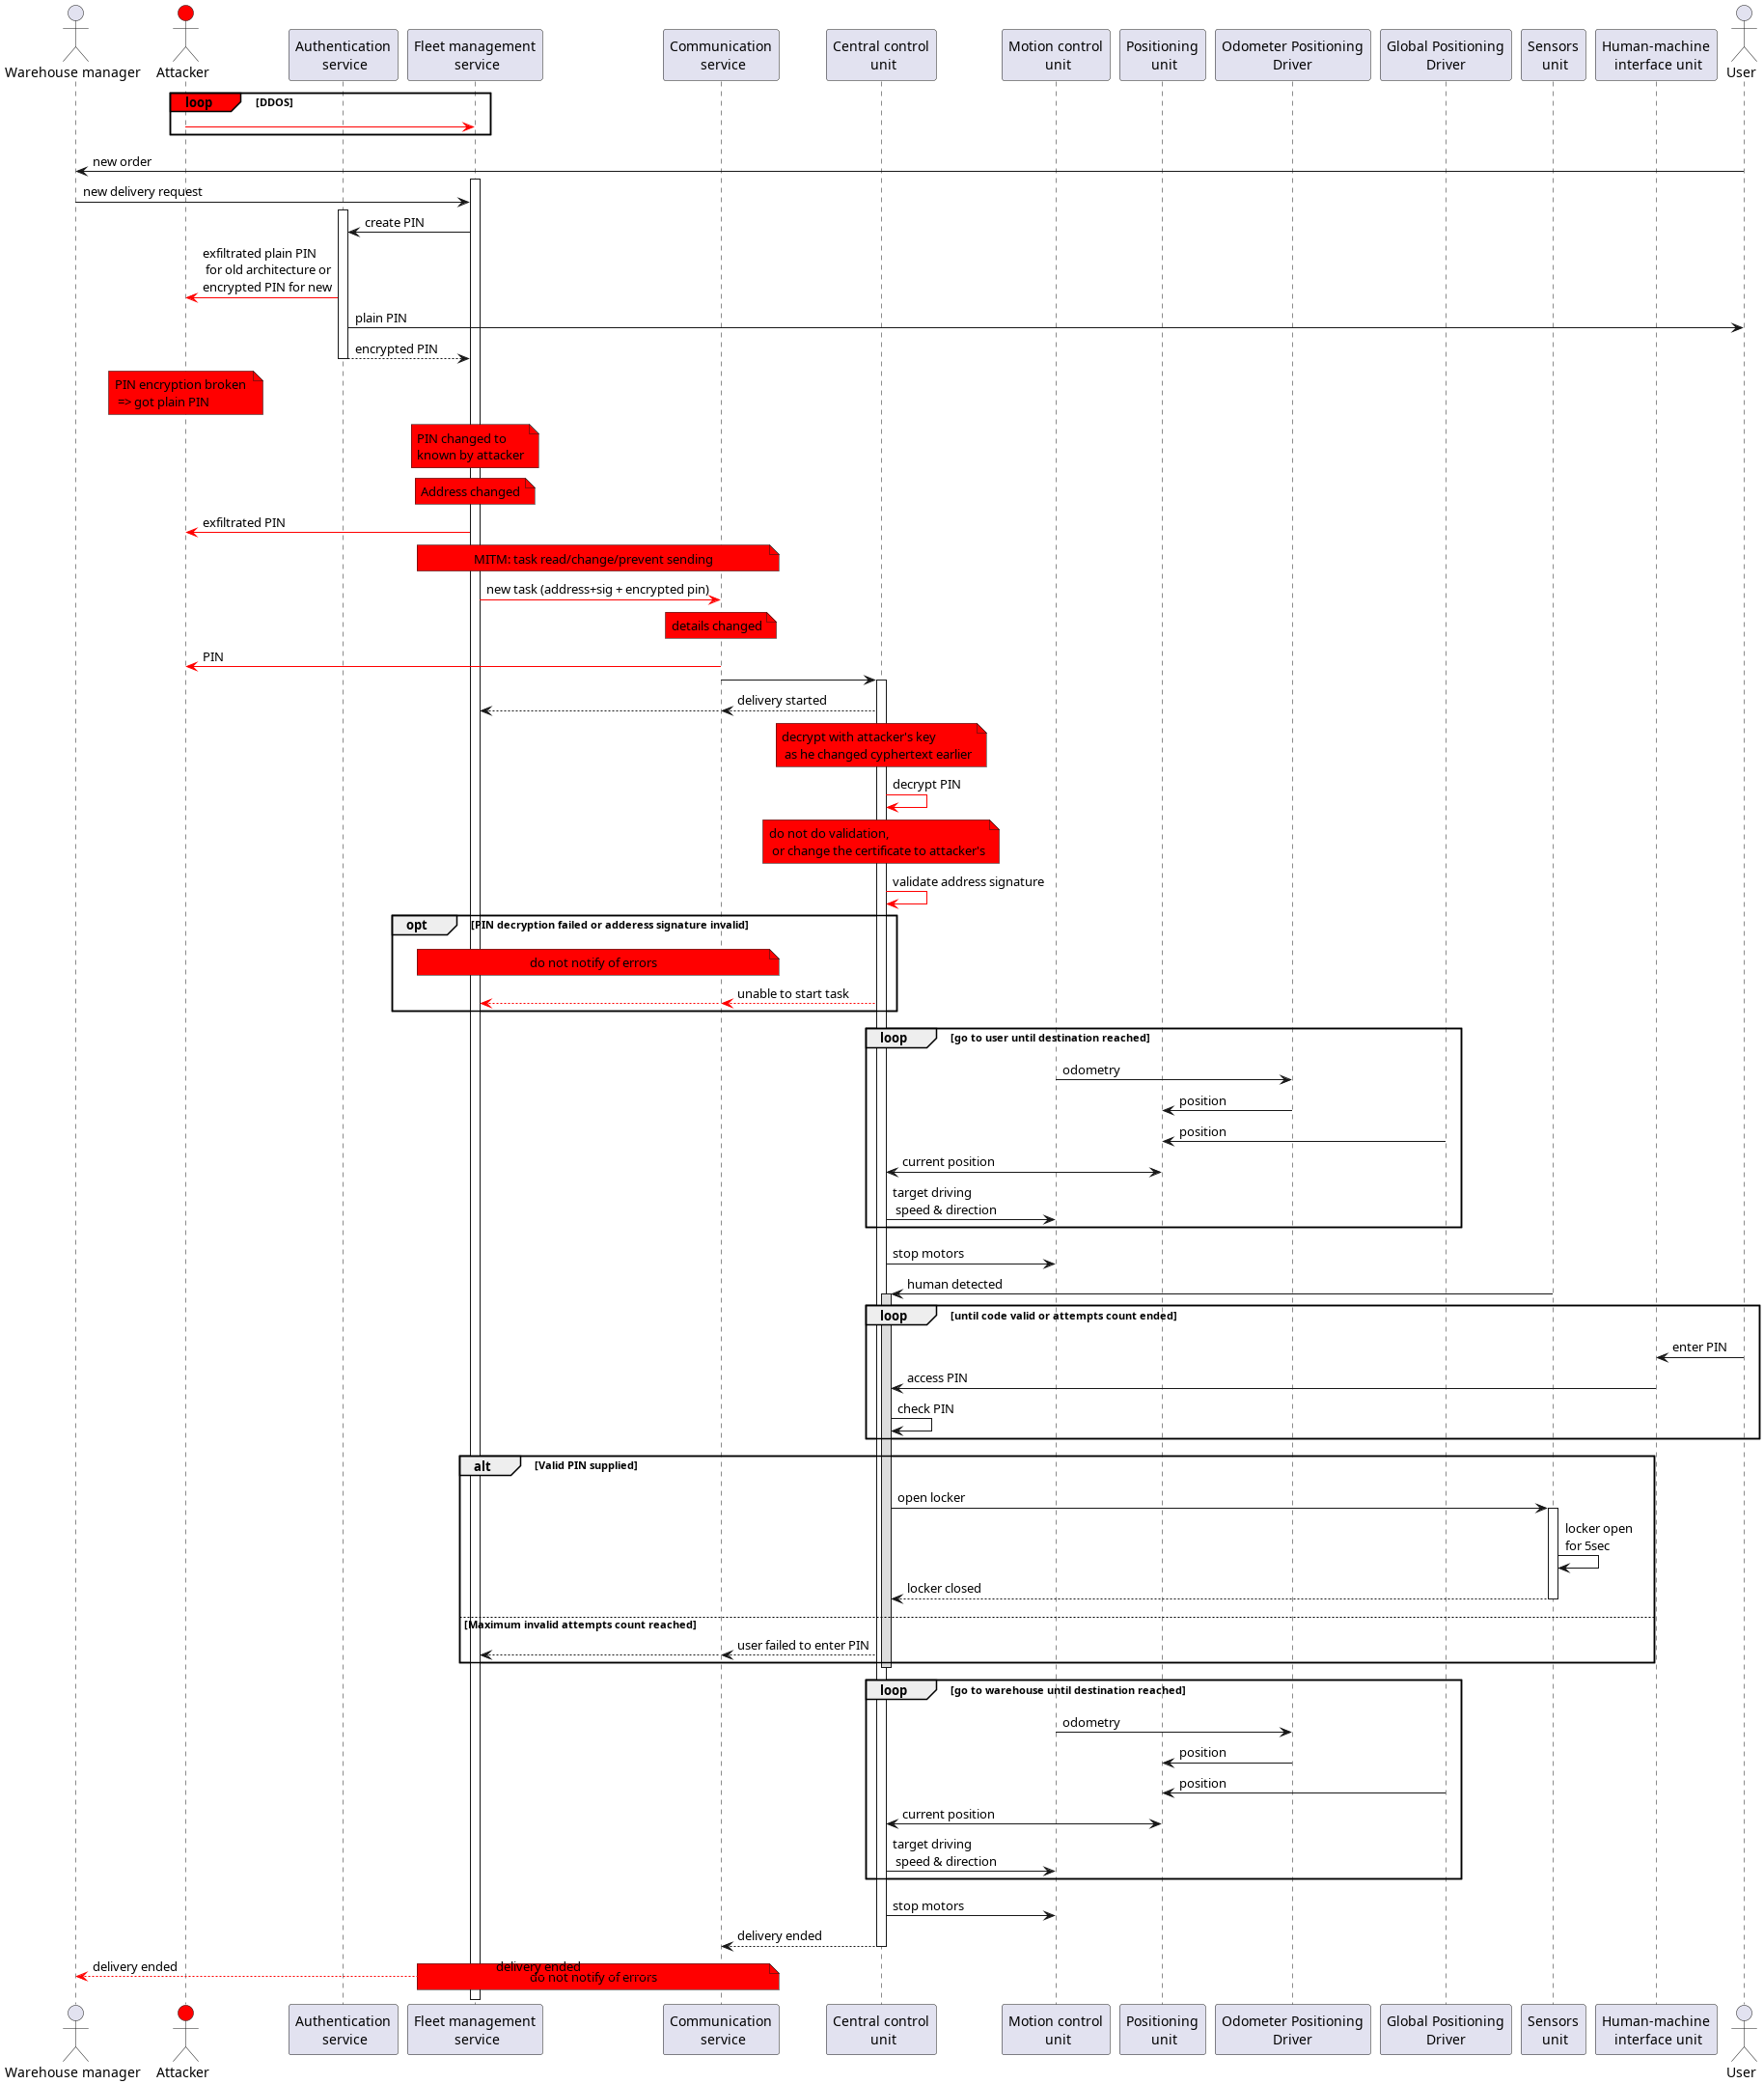 Warehouse manager
Attacker
Authentication
service
Fleet management
service
Communication
service
Central control
unit
Motion control
unit
Positioning
unit
Odometer Positioning
Driver
Global Positioning
Driver
Sensors
unit
Human-machine
interface unit
User
loop [DDOS]
new order
new delivery request
create PIN
exfiltrated plain PIN
for old architecture or
encrypted PIN for new
plain PIN
encrypted PIN
PIN encryption broken
=> got plain PIN
PIN changed to
known by attacker
Address changed
exfiltrated PIN
MITM: task read/change/prevent sending
new task (address+sig + encrypted pin)
details changed
PIN
delivery started
decrypt with attacker's key
as he changed cyphertext earlier
decrypt PIN
do not do validation,
or change the certificate to attacker's
validate address signature
opt [PIN decryption failed or adderess signature invalid]
do not notify of errors
unable to start task
loop [go to user until destination reached]
odometry
position
position
current position
target driving
speed & direction
stop motors
human detected
loop [until code valid or attempts count ended]
enter PIN
access PIN
check PIN
alt [Valid PIN supplied]
open locker
locker open
for 5sec
locker closed
[Maximum invalid attempts count reached]
user failed to enter PIN
loop [go to warehouse until destination reached]
odometry
position
position
current position
target driving
speed & direction
stop motors
delivery ended
delivery ended
delivery ended
do not notify of errors
Warehouse manager
Attacker
Authentication
service
Fleet management
service
Communication
service
Central control
unit
Motion control
unit
Positioning
unit
Odometer Positioning
Driver
Global Positioning
Driver
Sensors
unit
Human-machine
interface unit
User